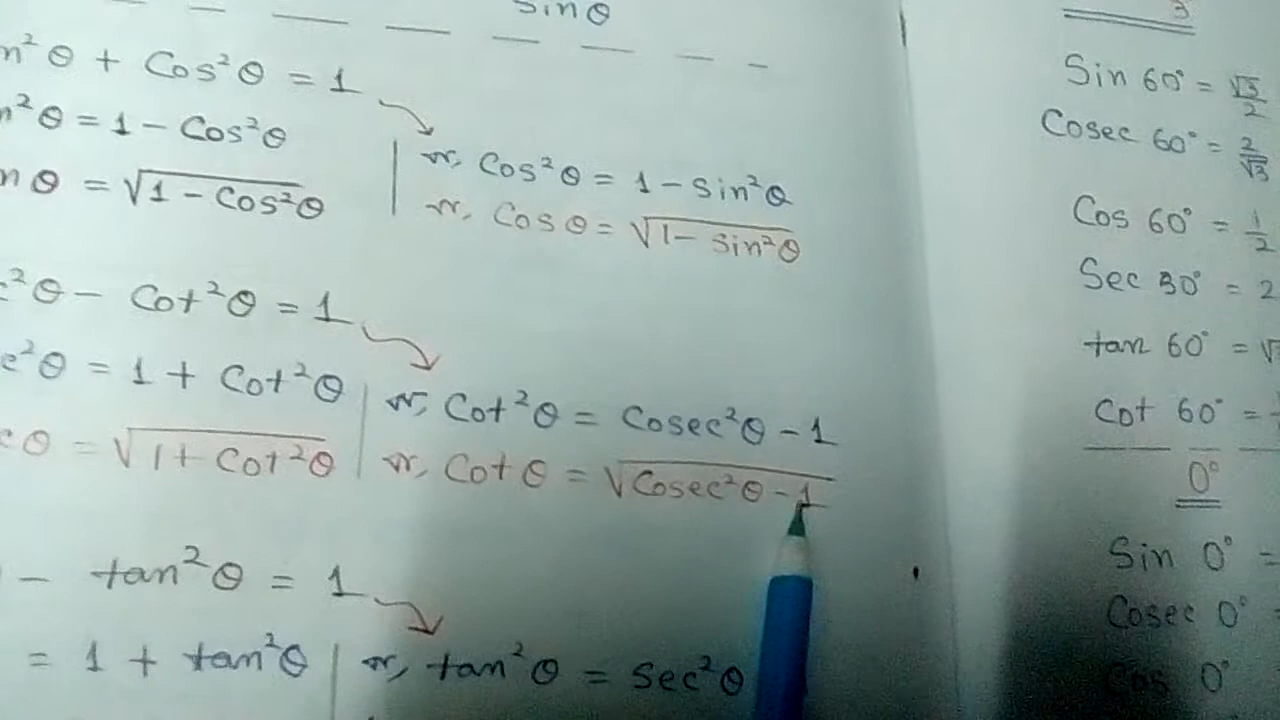 Sinθ
n²θ + Cos²θ = 1
n²θ = 1 - Cos²θ
nθ = √1 - Cos²θ
or, Cos²θ = 1 - Sin²θ
or, Cosθ = √1 - Sin²θ
c²θ - Cot²θ = 1
ec²θ = 1 + Cot²θ
cθ = √1 + Cot²θ
or, Cot²θ = Cosec²θ - 1
or, Cotθ = √Cosec²θ - 1
- tan²θ = 1
= 1 + tan²θ
or, tan²θ = Sec²θ
3
Sin 60° = √3/2
Cosec 60° = 2/√3
Cos 60° = 1/2
Sec 30° = 2
tan 60° = √
Cot 60° =
0°
Sin 0° =
Cosec 0°
Cos 0°